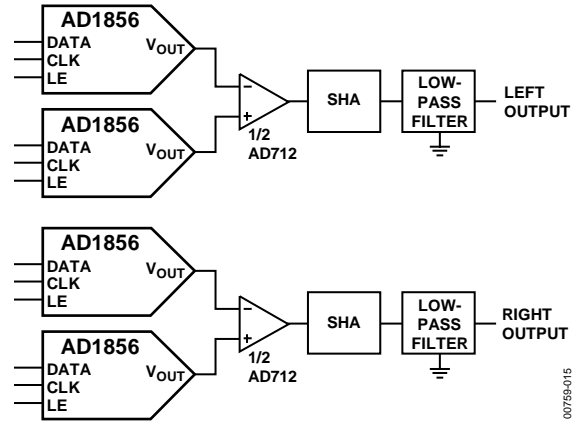 AD1856
DATA
CLK
LE
VOUT
AD1856
DATA
CLK
LE
VOUT
–
+
1/2
AD712
SHA
LOW-
PASS
FILTER
LEFT
OUTPUT
AD1856
DATA
CLK
LE
VOUT
AD1856
DATA
CLK
LE
VOUT
–
+
1/2
AD712
SHA
LOW-
PASS
FILTER
RIGHT
OUTPUT
00759-015